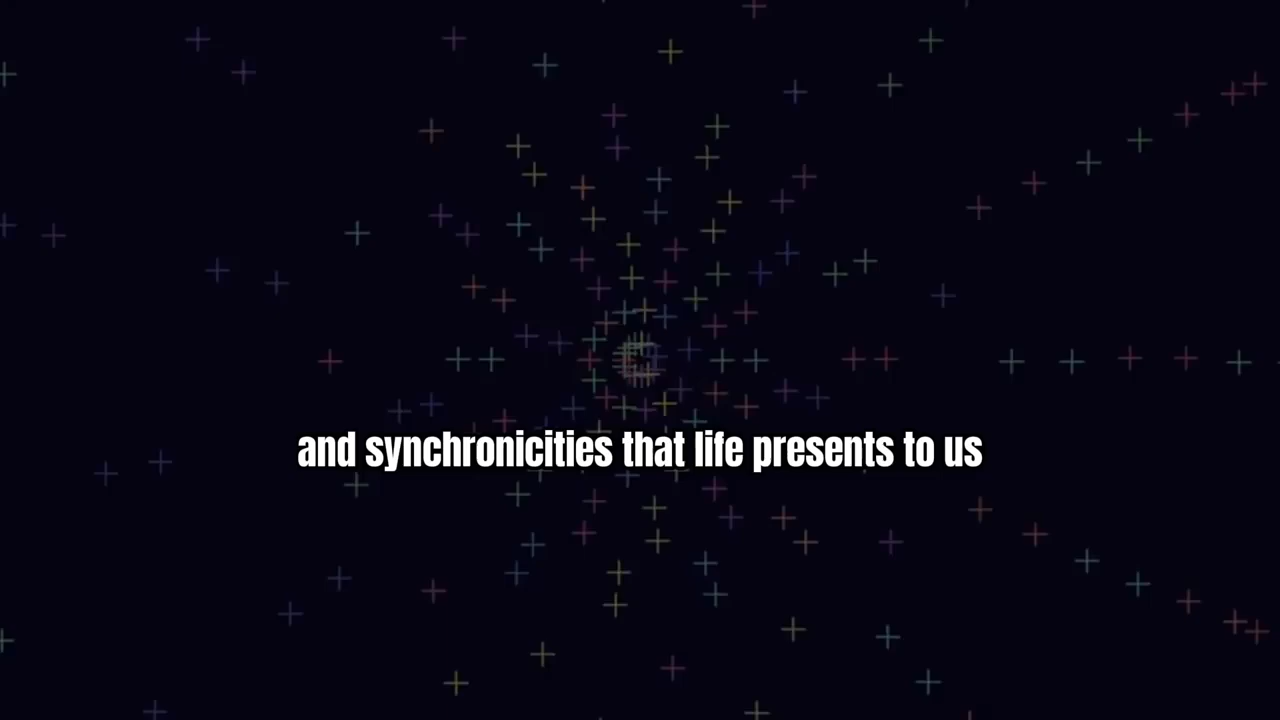 and synchronicities that life presents to us